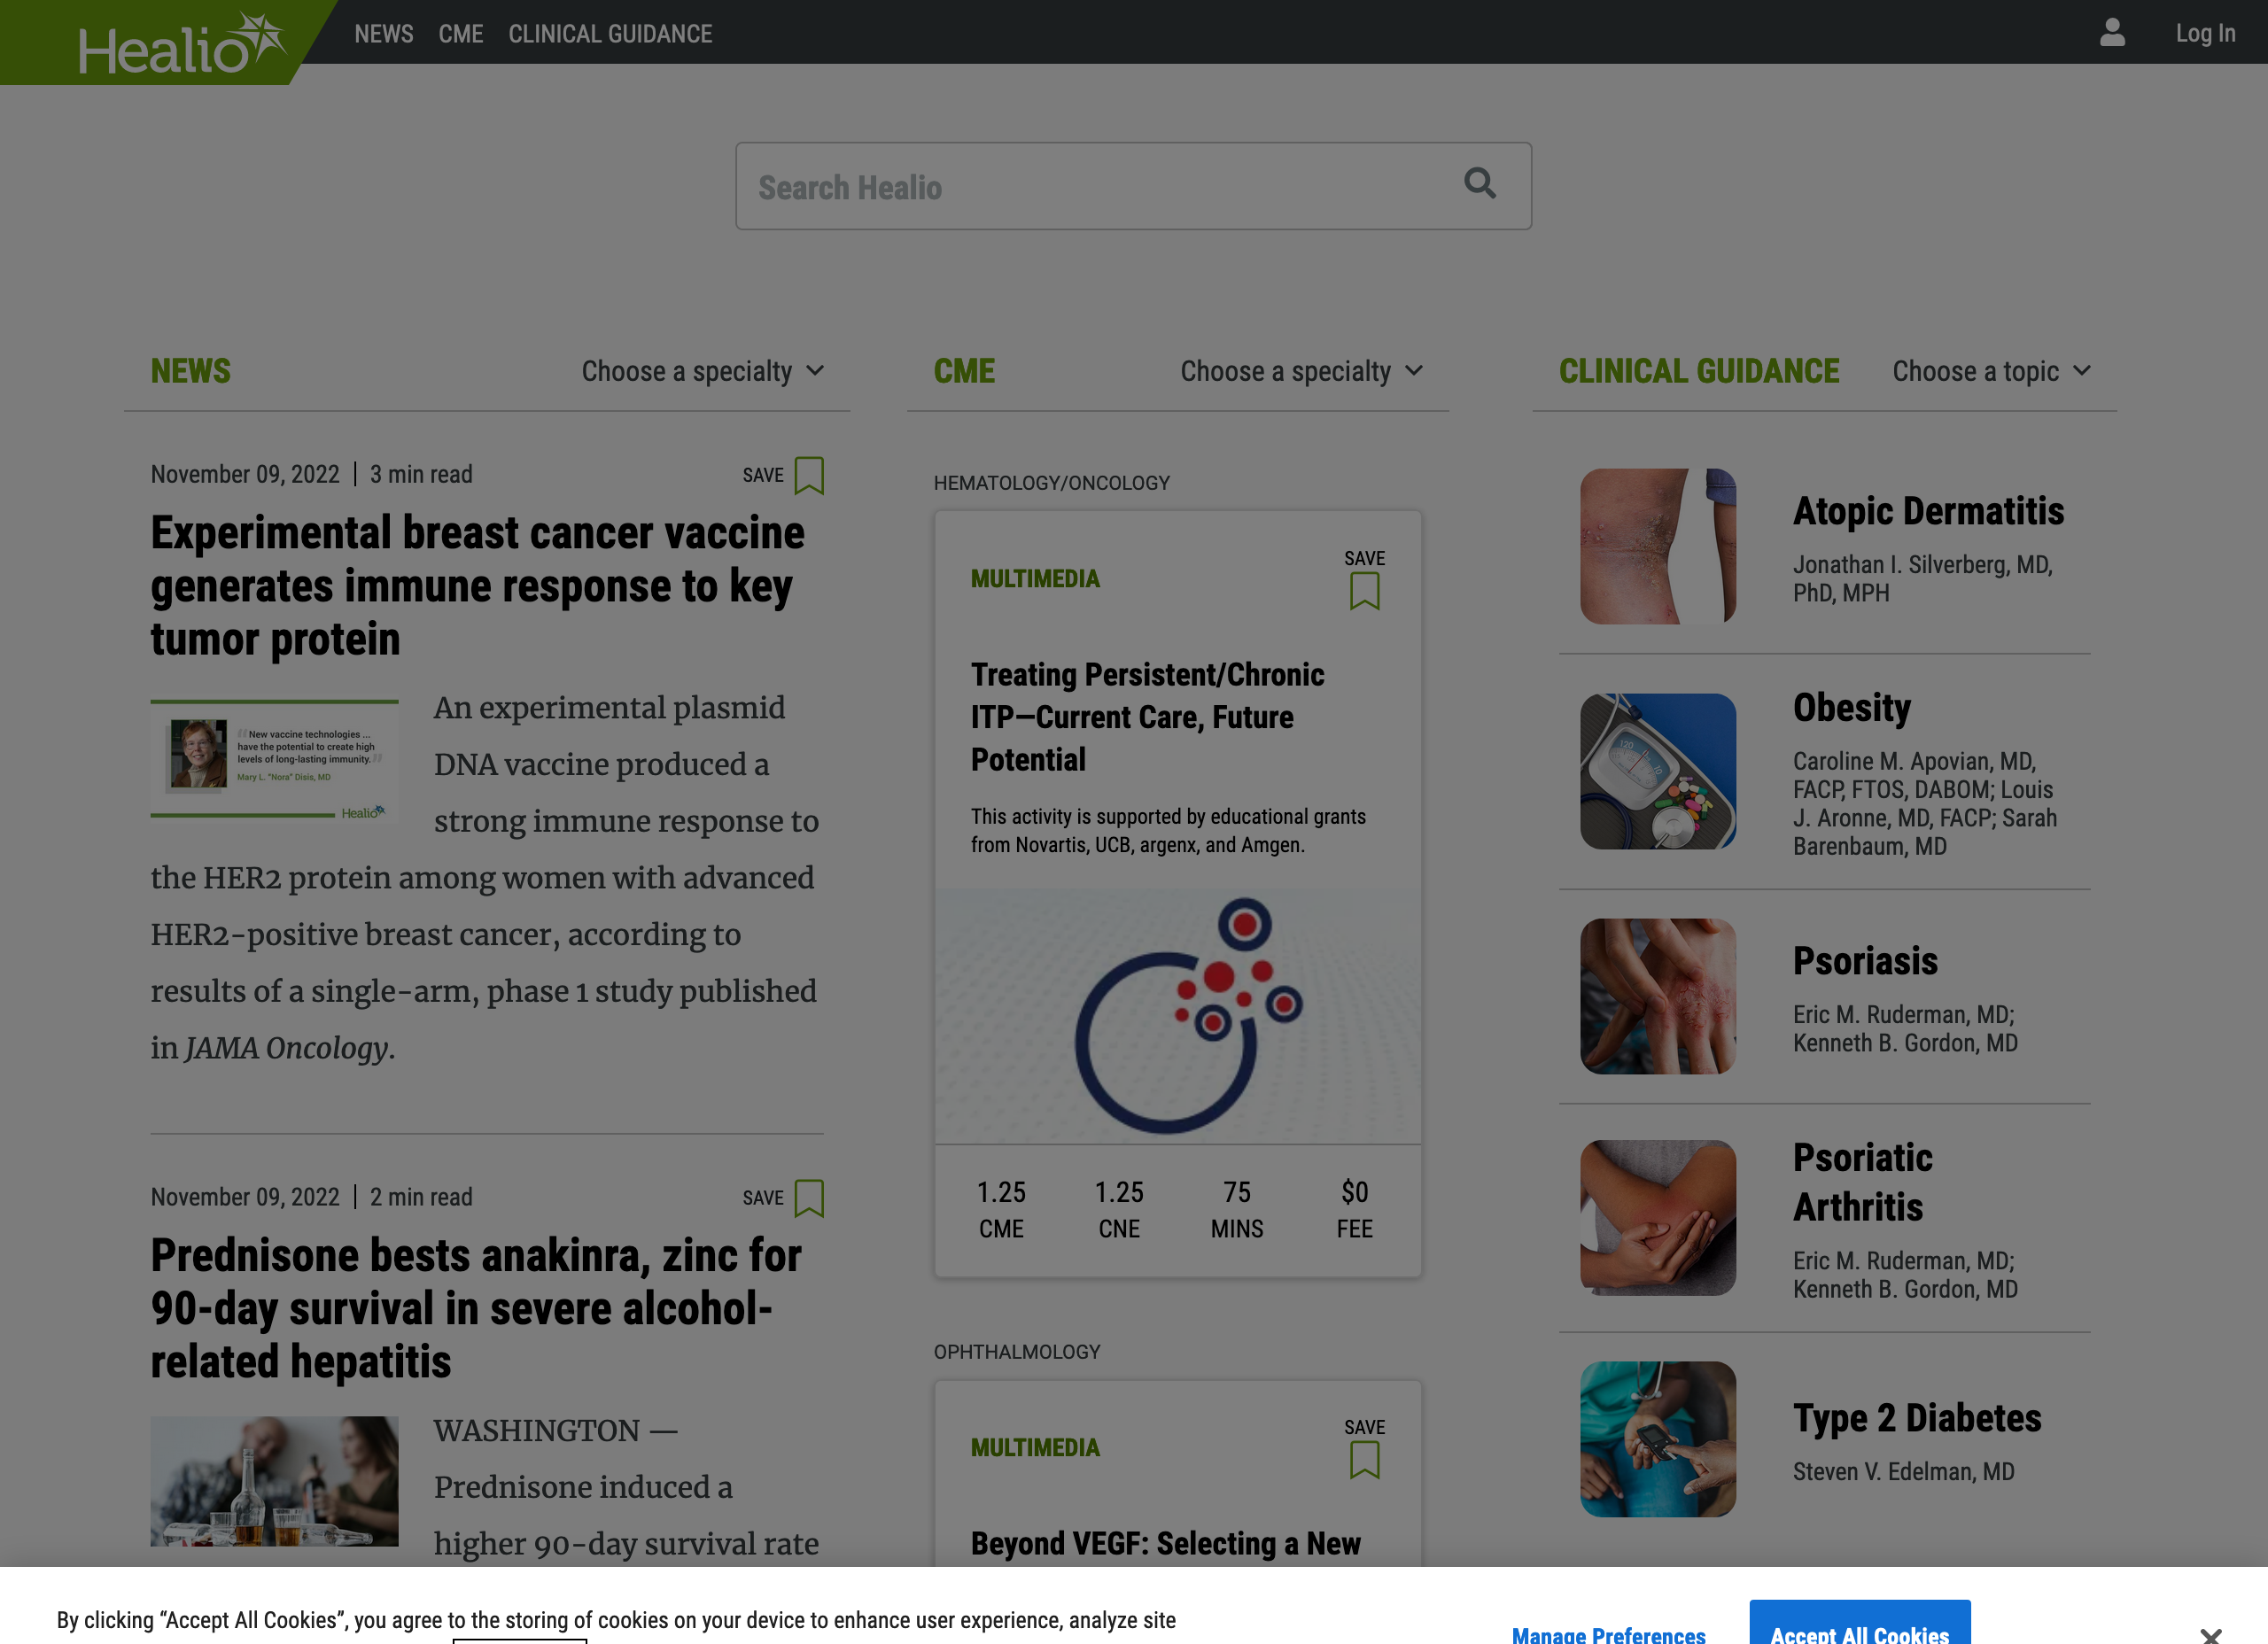 Healio
NEWS CME CLINICAL GUIDANCE
Log In
Search Healio
NEWS
Choose a specialty
November 09, 2022 | 3 min read
SAVE
Experimental breast cancer vaccine
generates immune response to key
tumor protein
“New vaccine technologies ...
have the potential to create high
levels of long-lasting immunity.”
Mary L. “Nora” Disis, MD
Healio
An experimental plasmid
DNA vaccine produced a
strong immune response to
the HER2 protein among women with advanced
HER2-positive breast cancer, according to
results of a single-arm, phase 1 study published
in JAMA Oncology.
November 09, 2022 | 2 min read
SAVE
Prednisone bests anakinra, zinc for
90-day survival in severe alcohol-
related hepatitis
WASHINGTON —
Prednisone induced a
higher 90-day survival rate
CME
Choose a specialty
HEMATOLOGY/ONCOLOGY
SAVE
MULTIMEDIA
Treating Persistent/Chronic
ITP—Current Care, Future
Potential
This activity is supported by educational grants
from Novartis, UCB, argenx, and Amgen.
1.25 1.25 75 $0
CME CNE MINS FEE
OPHTHALMOLOGY
SAVE
MULTIMEDIA
Beyond VEGF: Selecting a New
CLINICAL GUIDANCE
Choose a topic
Atopic Dermatitis
Jonathan I. Silverberg, MD,
PhD, MPH
Obesity
Caroline M. Apovian, MD,
FACP, FTOS, DABOM; Louis
J. Aronne, MD, FACP; Sarah
Barenbaum, MD
Psoriasis
Eric M. Ruderman, MD;
Kenneth B. Gordon, MD
Psoriatic
Arthritis
Eric M. Ruderman, MD;
Kenneth B. Gordon, MD
Type 2 Diabetes
Steven V. Edelman, MD
By clicking “Accept All Cookies”, you agree to the storing of cookies on your device to enhance user experience, analyze site
Manage Preferences
Accept All Cookies